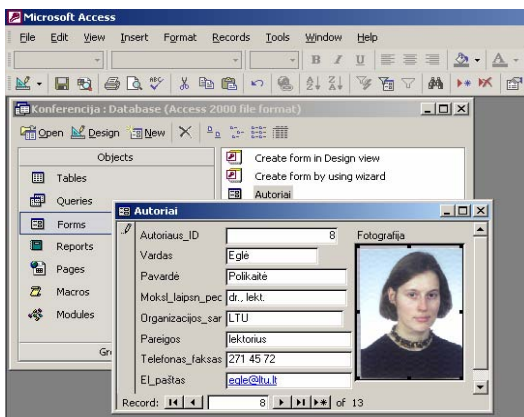 Microsoft Access
File Edit View Insert Format Records Tools Window Help
B I U
A
Konferencija : Database (Access 2000 file format)
Open Design New
Objects
Tables
Queries
Forms
Reports
Pages
Macros
Modules
Gr
Create form in Design view
Create form by using wizard
Autoriai
Autoriai
Autoriaus_ID 8 Fotografija
Vardas Eglė
Pavardė Polikaitė
Moksl_laipsn_pec dr., lekt.
Organizacijos_sar LTU
Pareigos lektorius
Telefonas_faksas 271 45 72
El_paštas egle@ltu.lt
Record: 8 of 13